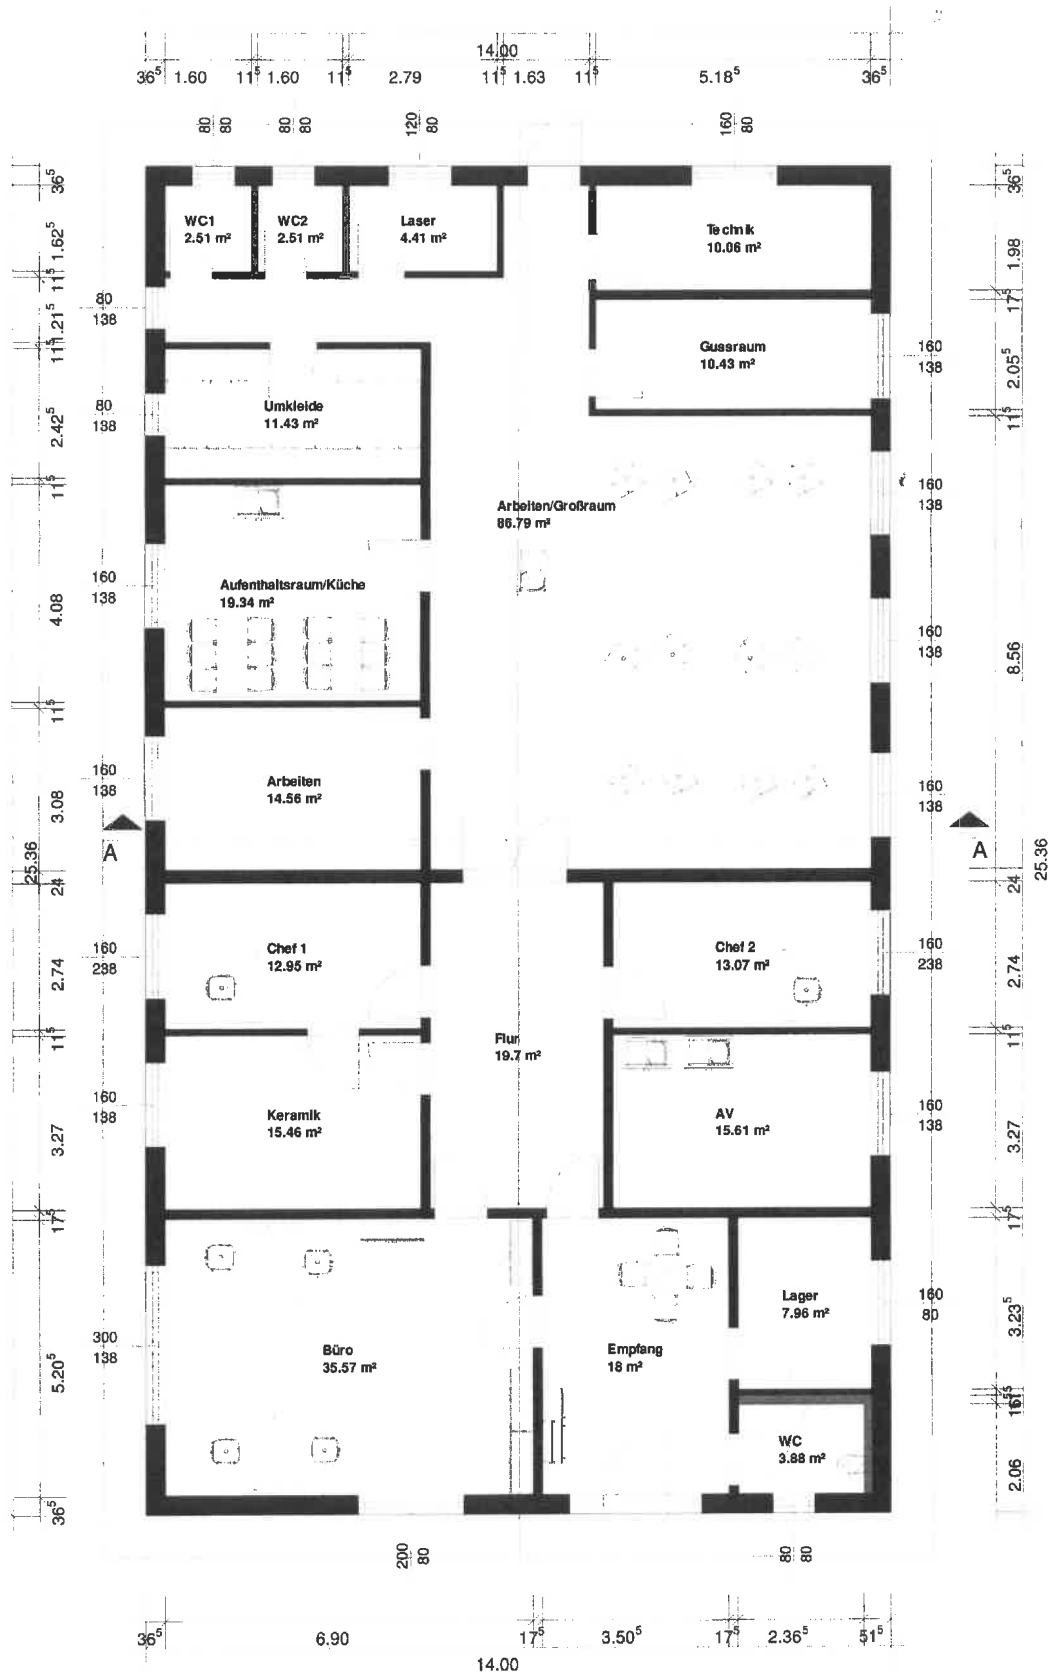 14.00
36⁵ 1.60 11⁵ 1.60 11⁵ 2.79 11⁵ 1.63 11⁵ 5.18⁵ 36⁵
80 80 80 80 120 80 160 80
36⁵
36⁵
WC1
2.51 m²
WC2
2.51 m²
Laser
4.41 m²
Technik
10.06 m²
1.62⁵
1.98
11⁵
17⁵
80
138
1.21⁵
Gussraum
10.43 m²
160
138
2.05⁵
11⁵
80
138
Umkleide
11.43 m²
2.42⁵
11⁵
11⁵
Arbeiten/Großraum
86.79 m²
160
138
160
138
Aufenthaltsraum/Küche
19.34 m²
4.08
160
138
8.56
11⁵
160
138
Arbeiten
14.56 m²
3.08
160
138
A
A
25.36
25.36
24
24
160
238
Chef 1
12.95 m²
Chef 2
13.07 m²
160
238
2.74
2.74
11⁵
11⁵
Flur
19.7 m²
160
138
Keramik
15.46 m²
AV
15.61 m²
160
138
3.27
3.27
17⁵
17⁵
Lager
7.96 m²
160
80
3.23⁵
300
138
Büro
35.57 m²
Empfang
18 m²
5.20⁵
WC
3.88 m²
2.06
36⁵
36⁵
200 80
80 80
36⁵ 6.90 17⁵ 3.50⁵ 17⁵ 2.36⁵ 51⁵
14.00